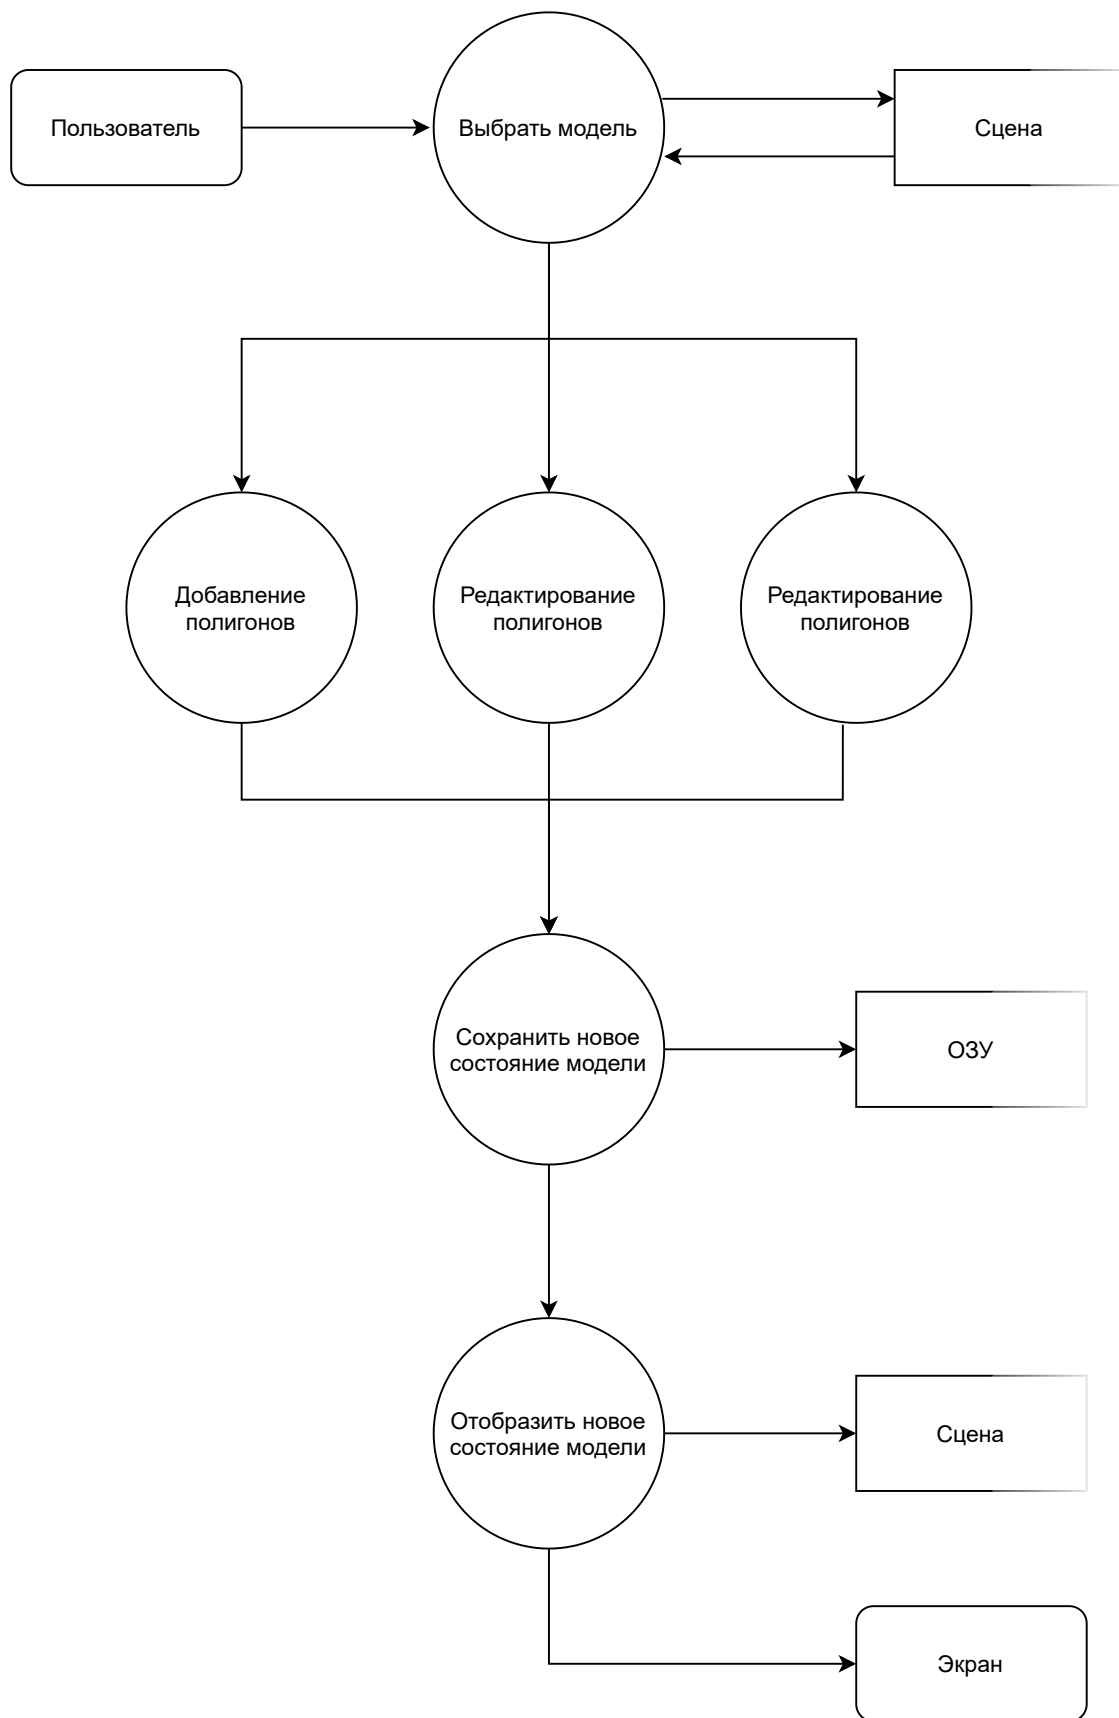 Пользователь
Выбрать модель
Сцена
Добавление
полигонов
Редактирование
полигонов
Редактирование
полигонов
Сохранить новое
состояние модели
ОЗУ
Отобразить новое
состояние модели
Сцена
Экран